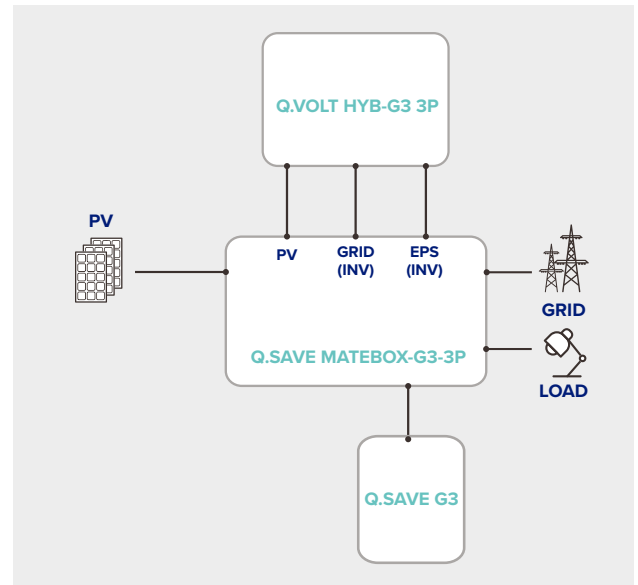 Q.VOLT HYB-G3 3P
PV
PV
GRID
(INV)
EPS
(INV)
GRID
Q.SAVE MATEBOX-G3-3P
LOAD
Q.SAVE G3